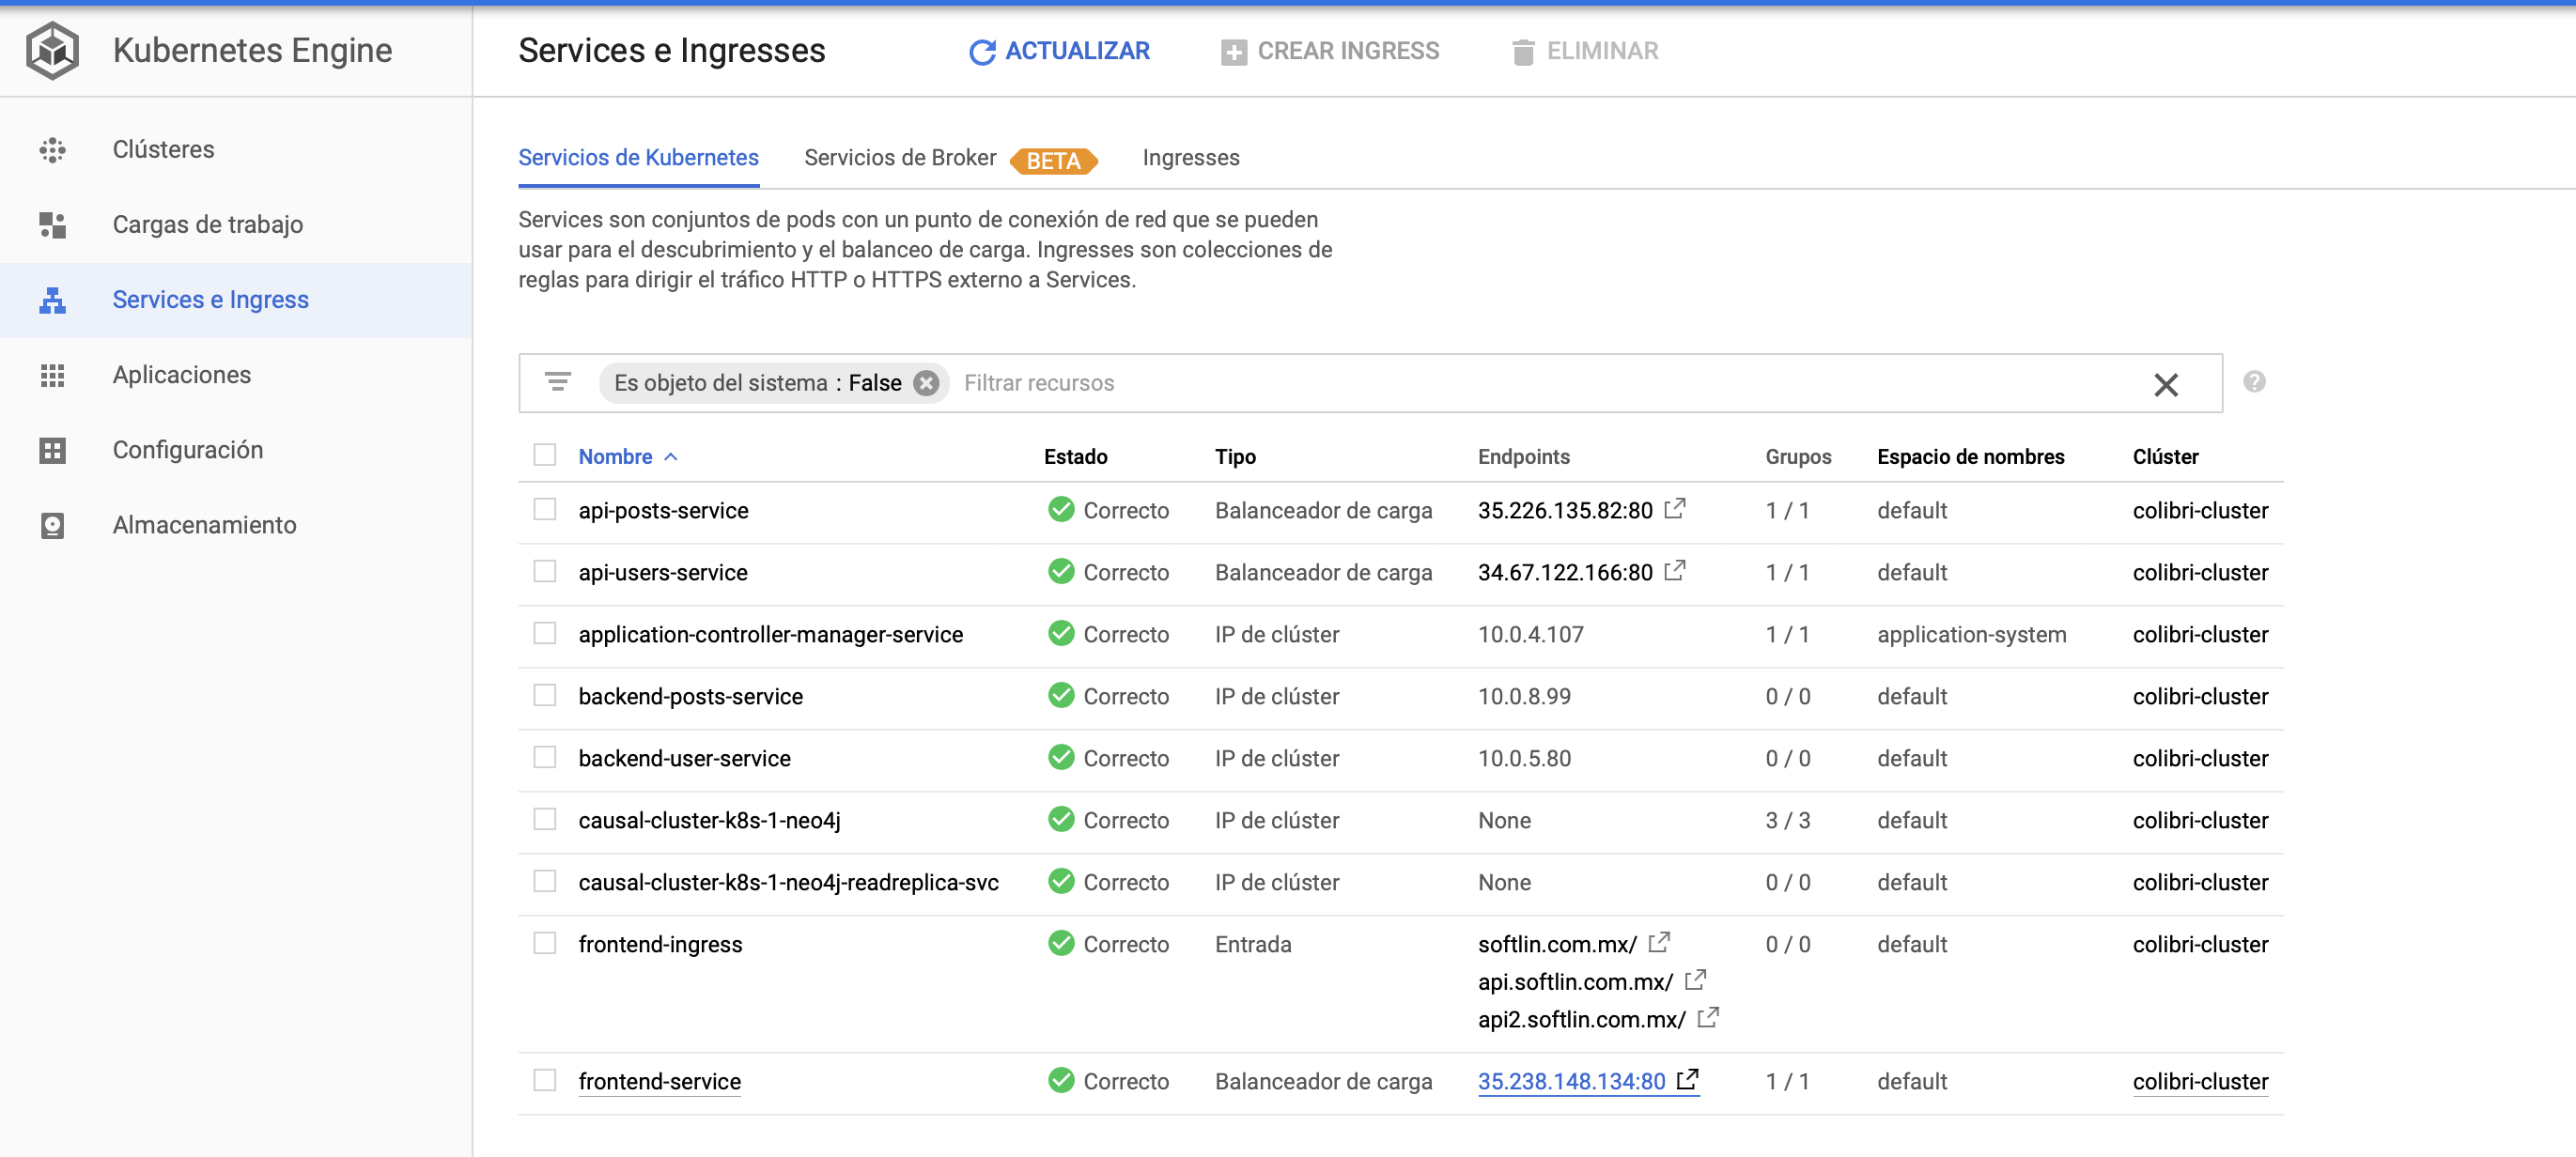 Kubernetes Engine
Services e Ingresses
ACTUALIZAR
CREAR INGRESS
ELIMINAR
Clústeres
Cargas de trabajo
Services e Ingress
Aplicaciones
Configuración
Almacenamiento
Servicios de Kubernetes
Servicios de Broker BETA
Ingresses
Services son conjuntos de pods con un punto de conexión de red que se pueden
usar para el descubrimiento y el balanceo de carga. Ingresses son colecciones de
reglas para dirigir el tráfico HTTP o HTTPS externo a Services.
Es objeto del sistema : False Filtrar recursos
Nombre Estado Tipo Endpoints Grupos Espacio de nombres Clúster
api-posts-service Correcto Balanceador de carga 35.226.135.82:80 1 / 1 default colibri-cluster
api-users-service Correcto Balanceador de carga 34.67.122.166:80 1 / 1 default colibri-cluster
application-controller-manager-service Correcto IP de clúster 10.0.4.107 1 / 1 application-system colibri-cluster
backend-posts-service Correcto IP de clúster 10.0.8.99 0 / 0 default colibri-cluster
backend-user-service Correcto IP de clúster 10.0.5.80 0 / 0 default colibri-cluster
causal-cluster-k8s-1-neo4j Correcto IP de clúster None 3 / 3 default colibri-cluster
causal-cluster-k8s-1-neo4j-readreplica-svc Correcto IP de clúster None 0 / 0 default colibri-cluster
frontend-ingress Correcto Entrada softlin.com.mx/ 0 / 0 default colibri-cluster
api.softlin.com.mx/
api2.softlin.com.mx/
frontend-service Correcto Balanceador de carga 35.238.148.134:80 1 / 1 default colibri-cluster